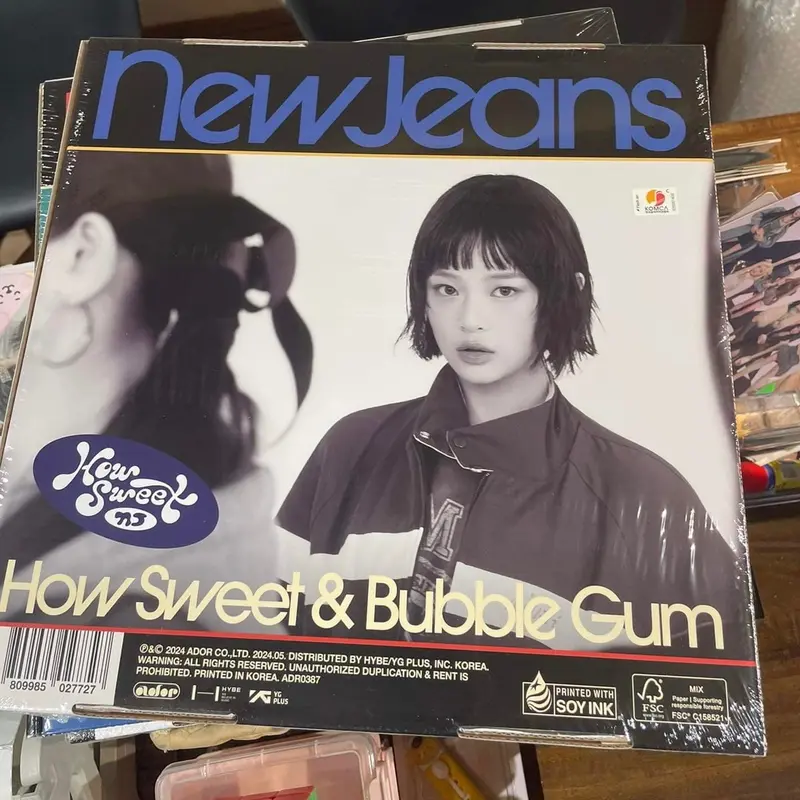 NewJeans
KOMCA
How
Sweet
NJ
How Sweet & Bubble Gum
℗&© 2024 ADOR CO.,LTD. 2024.05. DISTRIBUTED BY HYBE/YG PLUS, INC. KOREA.
WARNING: ALL RIGHTS RESERVED. UNAUTHORIZED DUPLICATION & RENT IS
PROHIBITED. PRINTED IN KOREA. ADR0387
809985 027727
ador
HYBE
YG
PLUS
PRINTED WITH
SOY INK
FSC
MIX
Paper | Supporting
responsible forestry
FSC® C158521